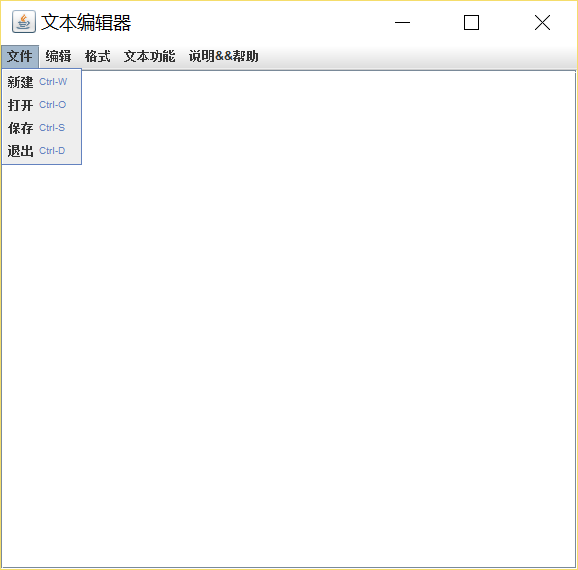 文本编辑器
文件 编辑 格式 文本功能 说明&&帮助
新建 Ctrl-W
打开 Ctrl-O
保存 Ctrl-S
退出 Ctrl-D